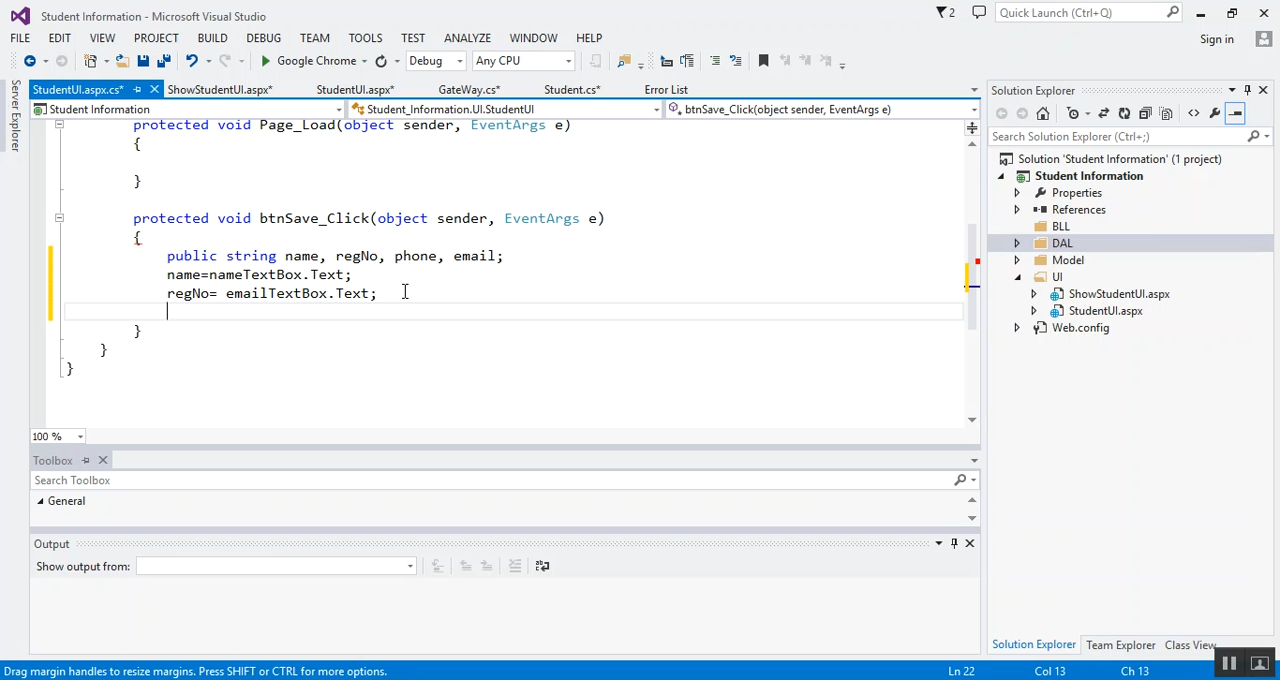 Student Information - Microsoft Visual Studio
2
Quick Launch (Ctrl+Q)
FILE EDIT VIEW PROJECT BUILD DEBUG TEAM TOOLS TEST ANALYZE WINDOW HELP
Sign in
Google Chrome
Debug
Any CPU
Server Explorer
StudentUI.aspx.cs*
ShowStudentUI.aspx*
StudentUI.aspx*
GateWay.cs*
Student.cs*
Error List
Student Information
Student_Information.UI.StudentUI
btnSave_Click(object sender, EventArgs e)
protected void Page_Load(object sender, EventArgs e)
{
}
protected void btnSave_Click(object sender, EventArgs e)
{
public string name, regNo, phone, email;
name=nameTextBox.Text;
regNo= emailTextBox.Text;
}
}
}
100 %
Toolbox
Search Toolbox
General
Output
Show output from:
Solution Explorer
Search Solution Explorer (Ctrl+;)
Solution 'Student Information' (1 project)
Student Information
Properties
References
BLL
DAL
Model
UI
ShowStudentUI.aspx
StudentUI.aspx
Web.config
Solution Explorer Team Explorer Class View
Drag margin handles to resize margins. Press SHIFT or CTRL for more options.
Ln 22
Col 13
Ch 13